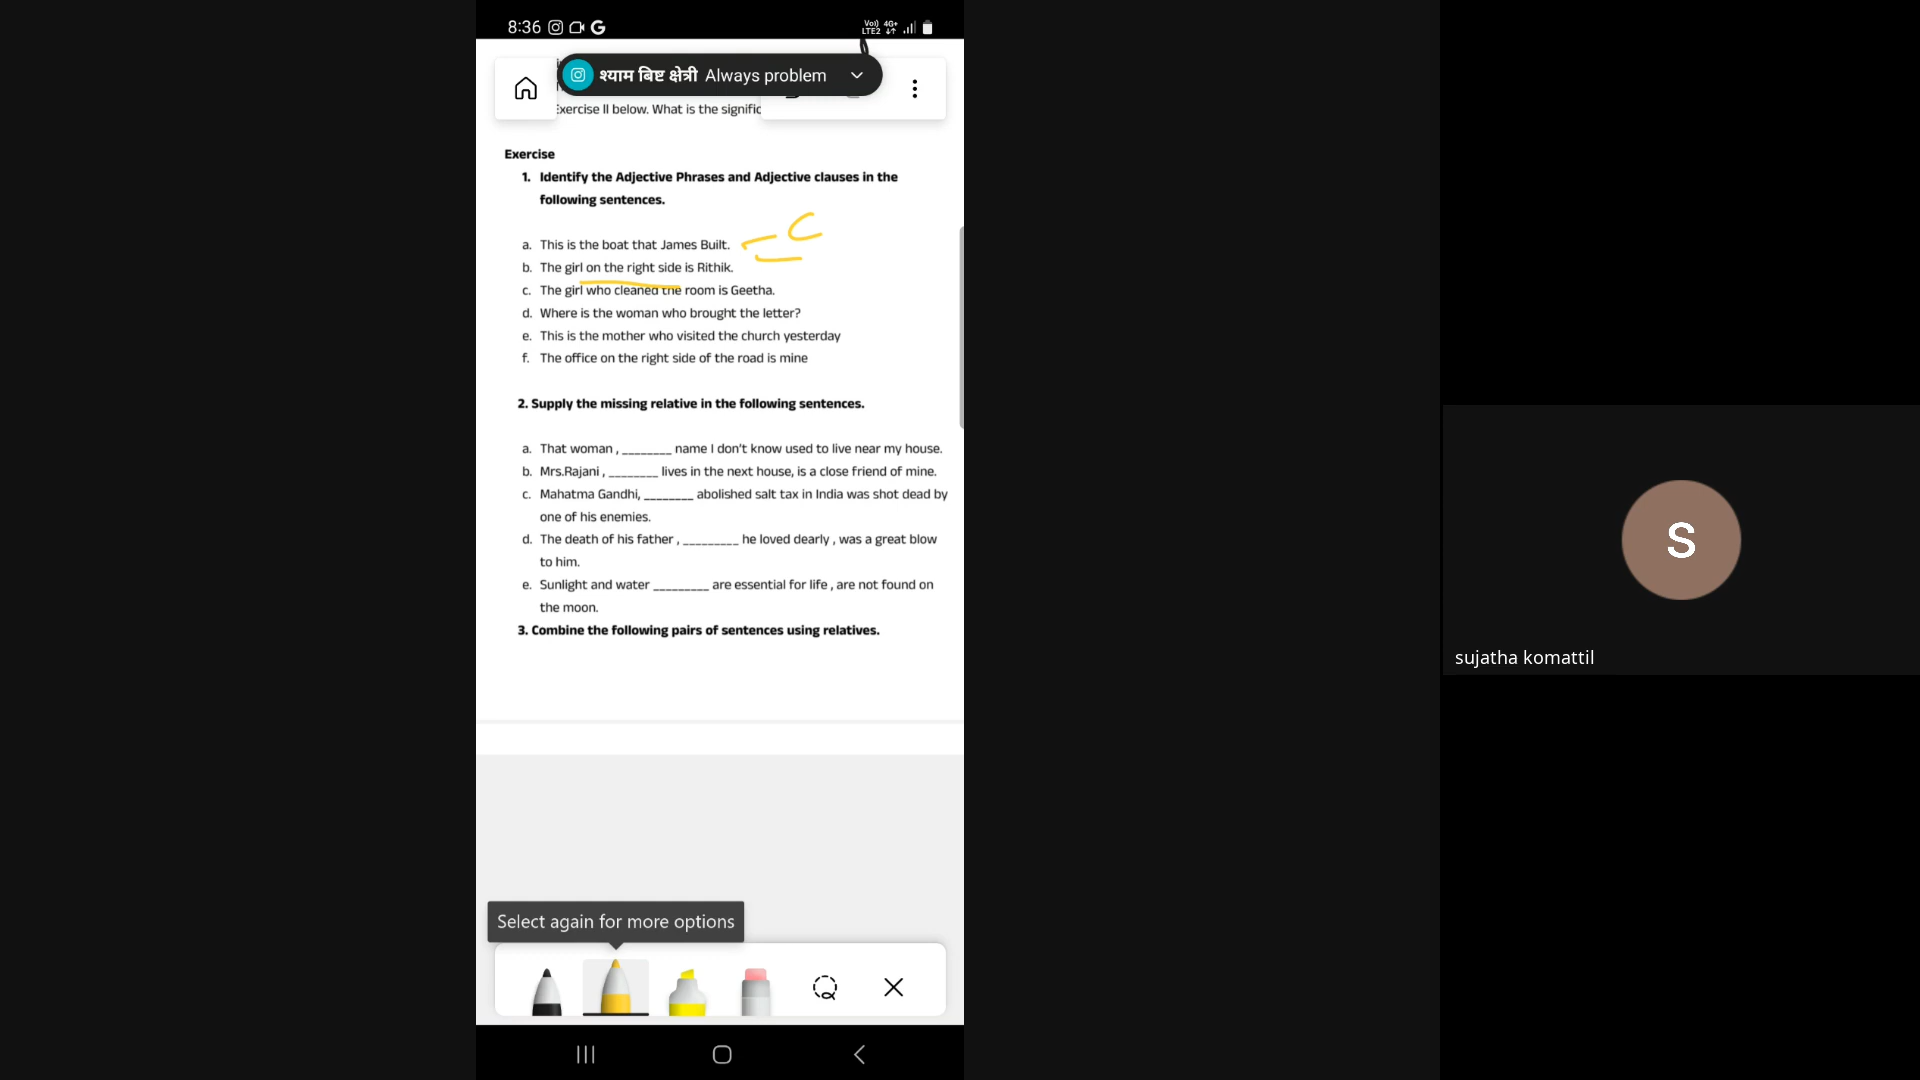 8:36
Vo)) 4G+
LTE2
श्याम बिष्ट क्षेत्री Always problem
Exercise II below. What is the signific
Exercise
1. Identify the Adjective Phrases and Adjective clauses in the
following sentences.
C
a. This is the boat that James Built.
b. The girl on the right side is Rithik.
c. The girl who cleaned the room is Geetha.
d. Where is the woman who brought the letter?
e. This is the mother who visited the church yesterday
f. The office on the right side of the road is mine
2. Supply the missing relative in the following sentences.
a. That woman , ________ name I don't know used to live near my house.
b. Mrs.Rajani , ________ lives in the next house, is a close friend of mine.
c. Mahatma Gandhi, ________ abolished salt tax in India was shot dead by
one of his enemies.
d. The death of his father , _________ he loved dearly , was a great blow
to him.
e. Sunlight and water _________ are essential for life , are not found on
the moon.
3. Combine the following pairs of sentences using relatives.
Select again for more options
S
sujatha komattil